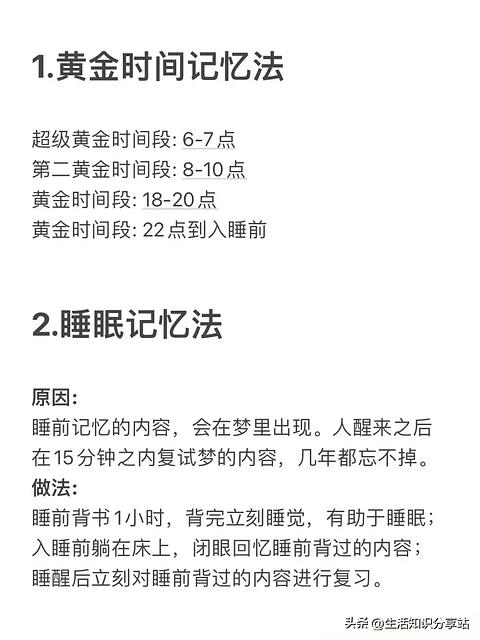 1.黄金时间记忆法
超级黄金时间段: 6-7点
第二黄金时间段: 8-10点
黄金时间段: 18-20点
黄金时间段: 22点到入睡前
2.睡眠记忆法
原因:
睡前记忆的内容，会在梦里出现。人醒来之后
在15分钟之内复试梦的内容，几年都忘不掉。
做法:
睡前背书1小时，背完立刻睡觉，有助于睡眠；
入睡前躺在床上，闭眼回忆睡前背过的内容；
睡醒后立刻对睡前背过的内容进行复习。
头条 @生活知识分享站